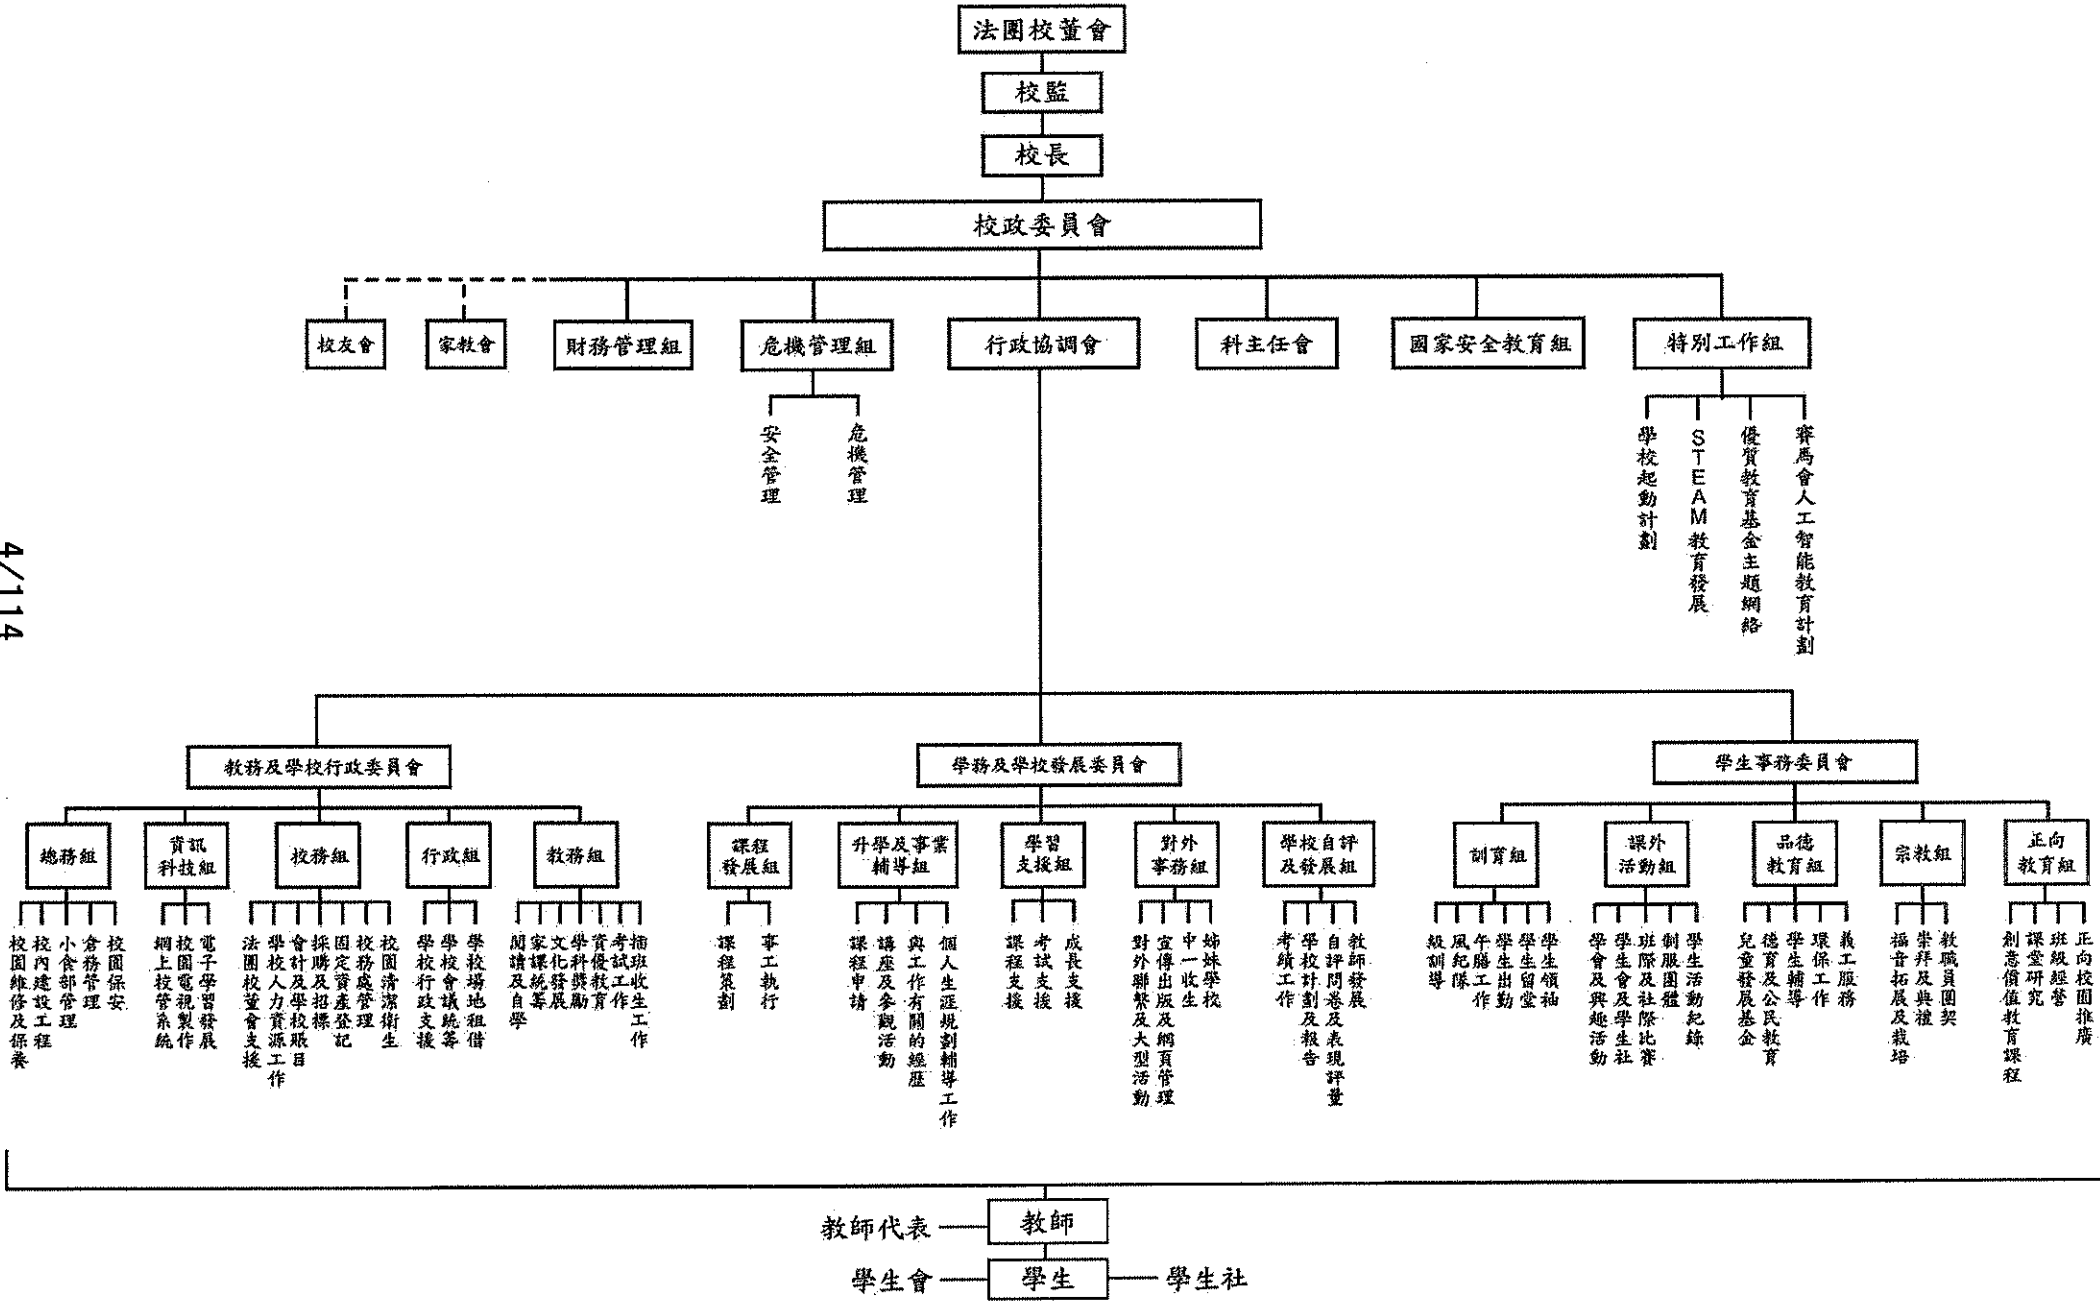 法團校董會
校監
校長
校政委員會
校友會
家教會
財務管理組
危機管理組
行政協調會
科主任會
國家安全教育組
特別工作組
安全管理
危機管理
學校起動計劃
STEAM教育發展
優質教育基金主題網絡
賽馬會人工智能教育計劃
4/114
教務及學校行政委員會
學務及學校發展委員會
學生事務委員會
總務組
資訊
科技組
校務組
行政組
教務組
課程
發展組
升學及事業
輔導組
學習
支援組
對外
事務組
學校自評
及發展組
訓育組
課外
活動組
品德
教育組
宗教組
正向
教育組
校園維修及保養
校內建設工程
小食部管理
倉務管理
校園保安
網上校管系統
校園電視製作
電子學習發展
法團校董會支援
學校人力資源工作
會計及學校賬目
採購及招標
固定資產登記
校務處管理
校園清潔衛生
學校行政支援
學校會議統籌
學校場地租借
閱讀及自學
家課統籌
文化發展
學科獎勵
資優教育
考試工作
插班收生工作
課程策劃
事工執行
課程申請
講座及參觀活動
與工作有關的經歷
個人生涯規劃輔導工作
課程支援
考試支援
成長支援
對外聯繫及大型活動
宣傳出版及網頁管理
中一收生
姊妹學校
考績工作
學校計劃及報告
自評問卷及表現評量
教師發展
級訓導
風紀隊
午膳工作
學生出勤
學生留堂
學生領袖
學會及興趣活動
學生會及學生社
班際及社際比賽
制服團體
學生活動紀錄
兒童發展基金
德育及公民教育
學生輔導
環保工作
義工服務
福音拓展及栽培
崇拜及典禮
教職員團契
創意價值教育課程
課堂研究
班級經營
正向校園推廣
教師代表
教師
學生會
學生
學生社